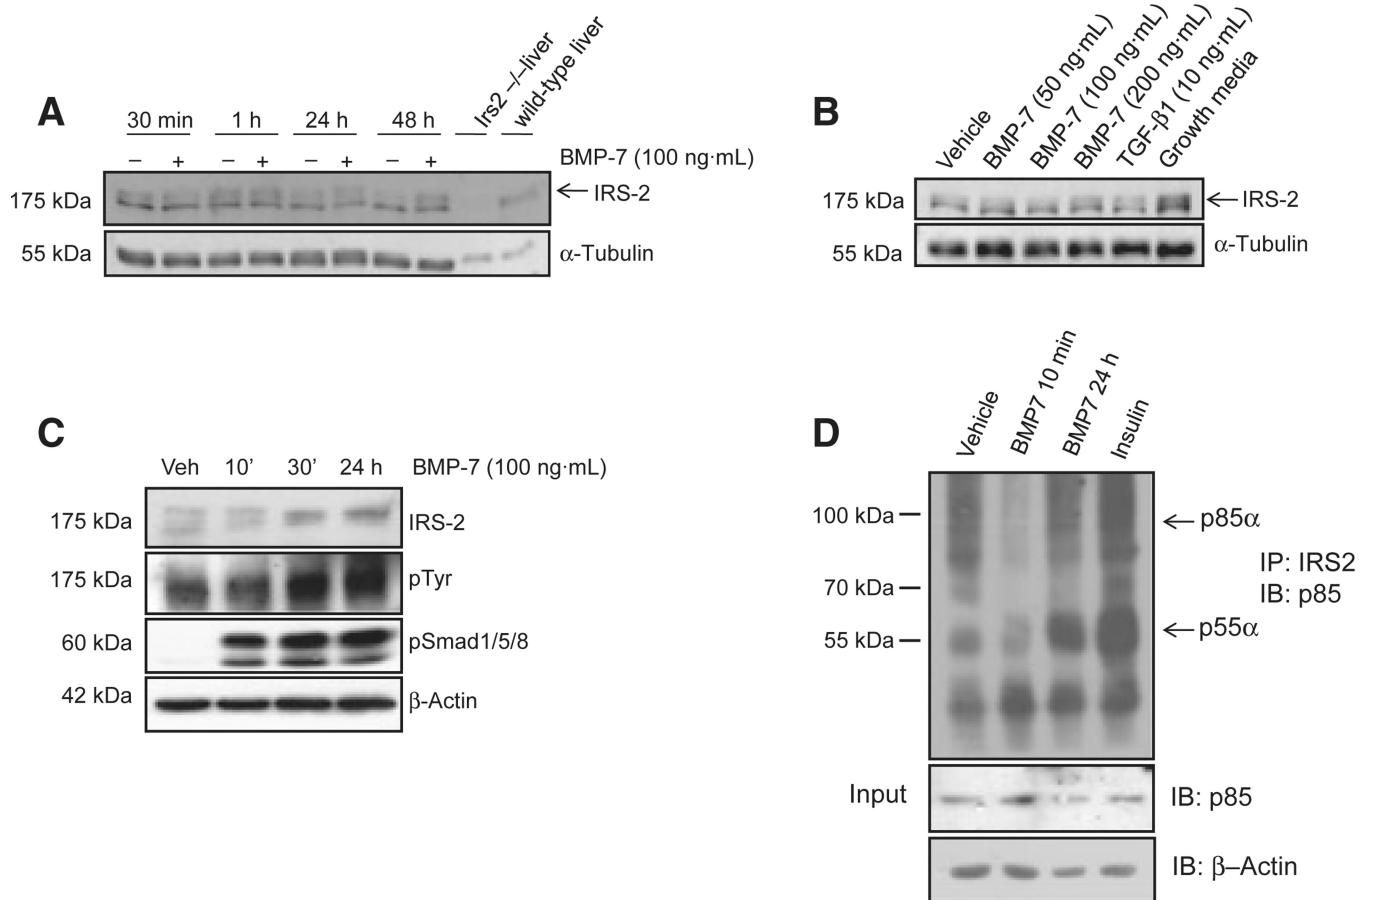 A
30 min
1 h
24 h
48 h
Irs2 –/–liver
wild-type liver
– + – + – + – +
BMP-7 (100 ng·mL)
175 kDa
IRS-2
55 kDa
α-Tubulin
B
Vehicle
BMP-7 (50 ng·mL)
BMP-7 (100 ng·mL)
BMP-7 (200 ng·mL)
TGF-β1 (10 ng·mL)
Growth media
175 kDa
IRS-2
55 kDa
α-Tubulin
C
Veh 10’ 30’ 24 h
BMP-7 (100 ng·mL)
175 kDa
IRS-2
175 kDa
pTyr
60 kDa
pSmad1/5/8
42 kDa
β-Actin
D
Vehicle
BMP7 10 min
BMP7 24 h
Insulin
100 kDa
p85α
70 kDa
IP: IRS2
IB: p85
55 kDa
p55α
Input
IB: p85
IB: β–Actin